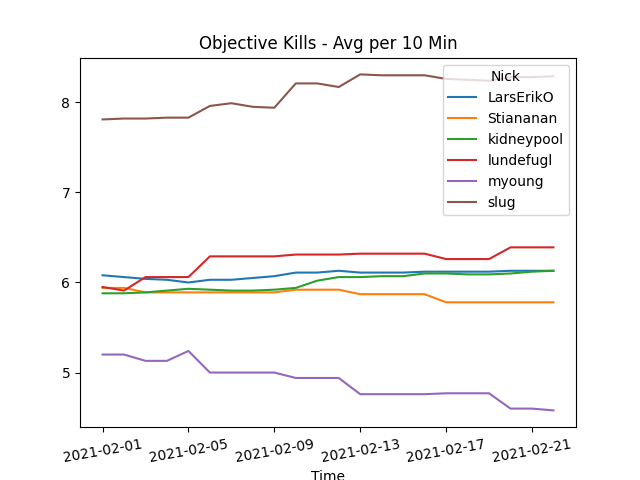 Objective Kills - Avg per 10 Min
Nick
LarsErikO
Stiananan
kidneypool
lundefugl
myoung
slug
8
7
6
5
2021-02-01
2021-02-05
2021-02-09
2021-02-13
2021-02-17
2021-02-21
Time